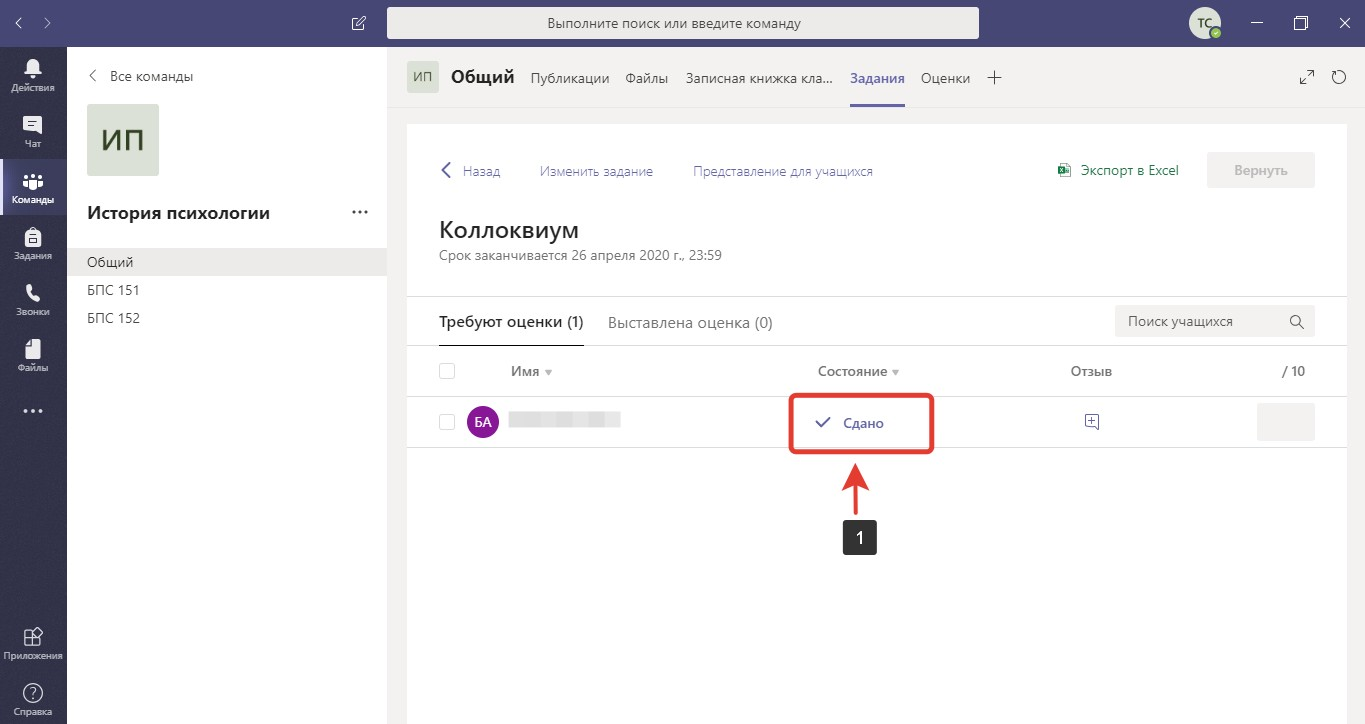 Выполните поиск или введите команду
ТС
Действия
Чат
Команды
Задания
Звонки
Файлы
Приложения
Справка
Все команды
ИП
История психологии
Общий
БПС 151
БПС 152
ИП Общий Публикации Файлы Записная книжка кла... Задания Оценки
Назад Изменить задание Представление для учащихся Экспорт в Excel Вернуть
Коллоквиум
Срок заканчивается 26 апреля 2020 г., 23:59
Требуют оценки (1) Выставлена оценка (0) Поиск учащихся
Имя Состояние Отзыв / 10
БА Сдано
1